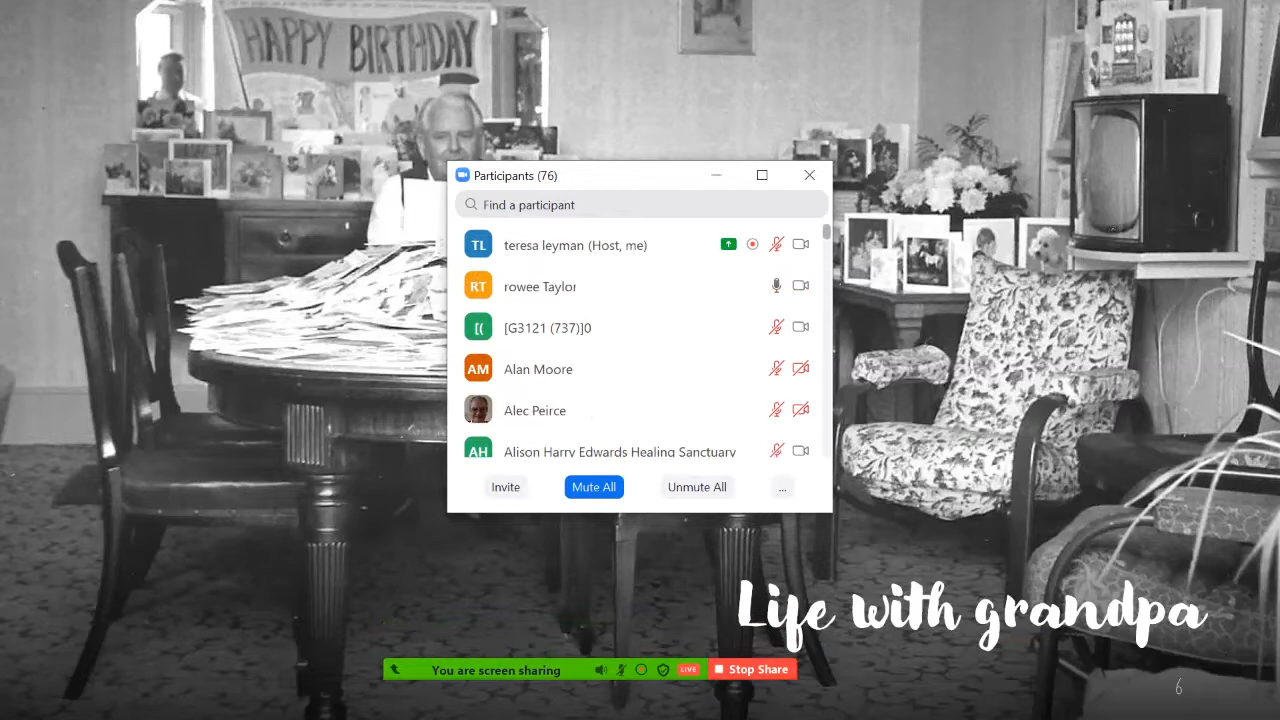 HAPPY BIRTHDAY
Participants (76)
Find a participant
TL teresa leyman (Host, me)
RT rowee Taylor
[( [G3121 (737)]0
AM Alan Moore
Alec Peirce
AH Alison Harry Edwards Healing Sanctuary
Invite Mute All Unmute All ...
Life with grandpa
You are screen sharing LIVE Stop Share
6